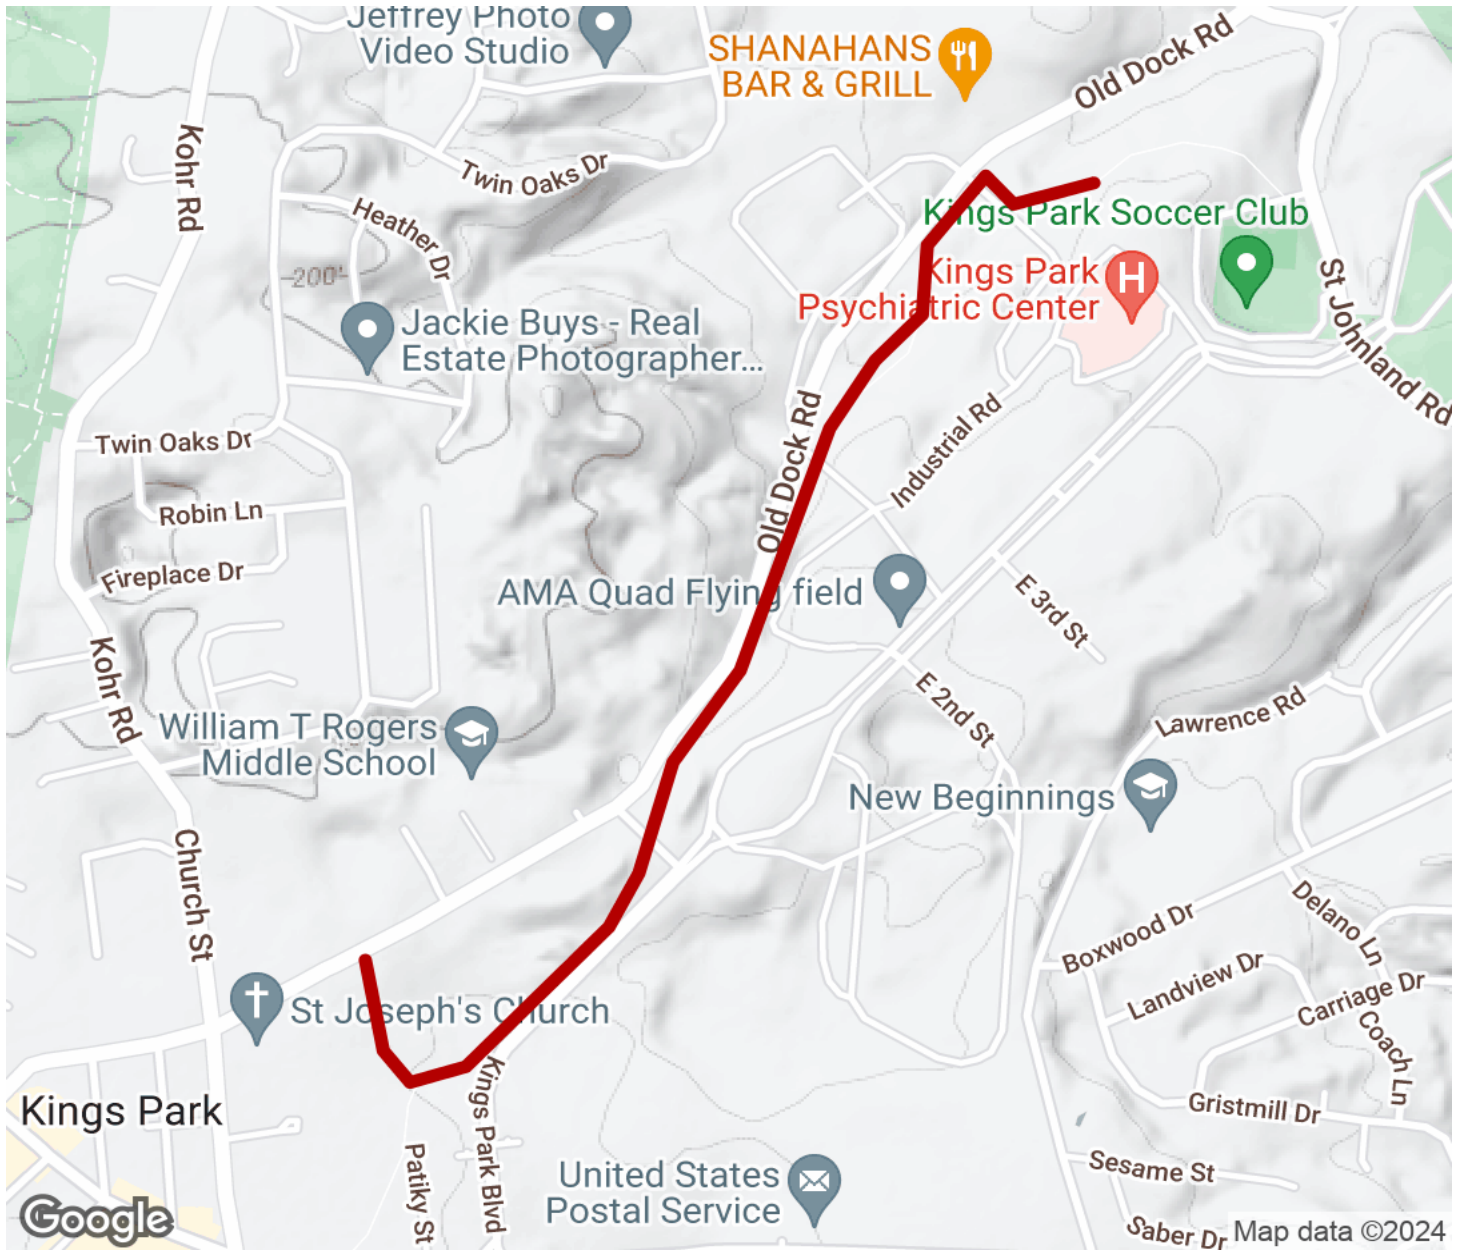 Jeffrey Photo
Video Studio
SHANAHANS
BAR & GRILL
Old Dock Rd
Kohr Rd
Twin Oaks Dr
Heather Dr
Kings Park Soccer Club
200'
Kings Park
Psychiatric Center
H
St Johnland Rd
Jackie Buys - Real
Estate Photographer...
Old Dock Rd
Industrial Rd
Twin Oaks Dr
Robin Ln
Fireplace Dr
AMA Quad Flying field
E 3rd St
Kohr Rd
E 2nd St
Lawrence Rd
William T Rogers
Middle School
New Beginnings
Church St
Boxwood Dr
Delano Ln
Landview Dr
Carriage Dr
St Joseph's Church
Coach Ln
Kings Park
Kings Park Blvd
Gristmill Dr
Patiky St
United States
Postal Service
Sesame St
Saber Dr
Google
Map data ©2024